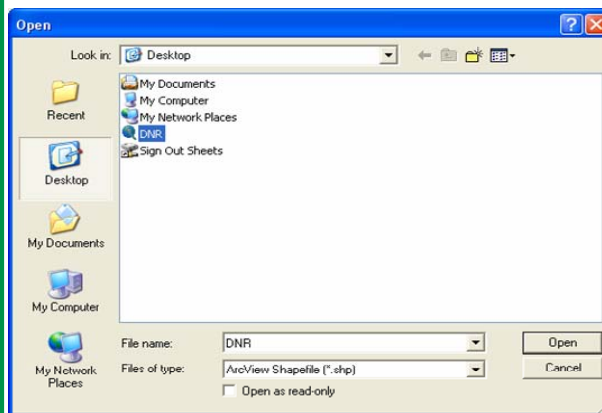 Open
Look in: Desktop
My Documents
My Computer
My Network Places
DNR
Sign Out Sheets
Recent
Desktop
My Documents
My Computer
My Network
Places
File name: DNR Open
Files of type: ArcView Shapefile (*.shp) Cancel
Open as read-only